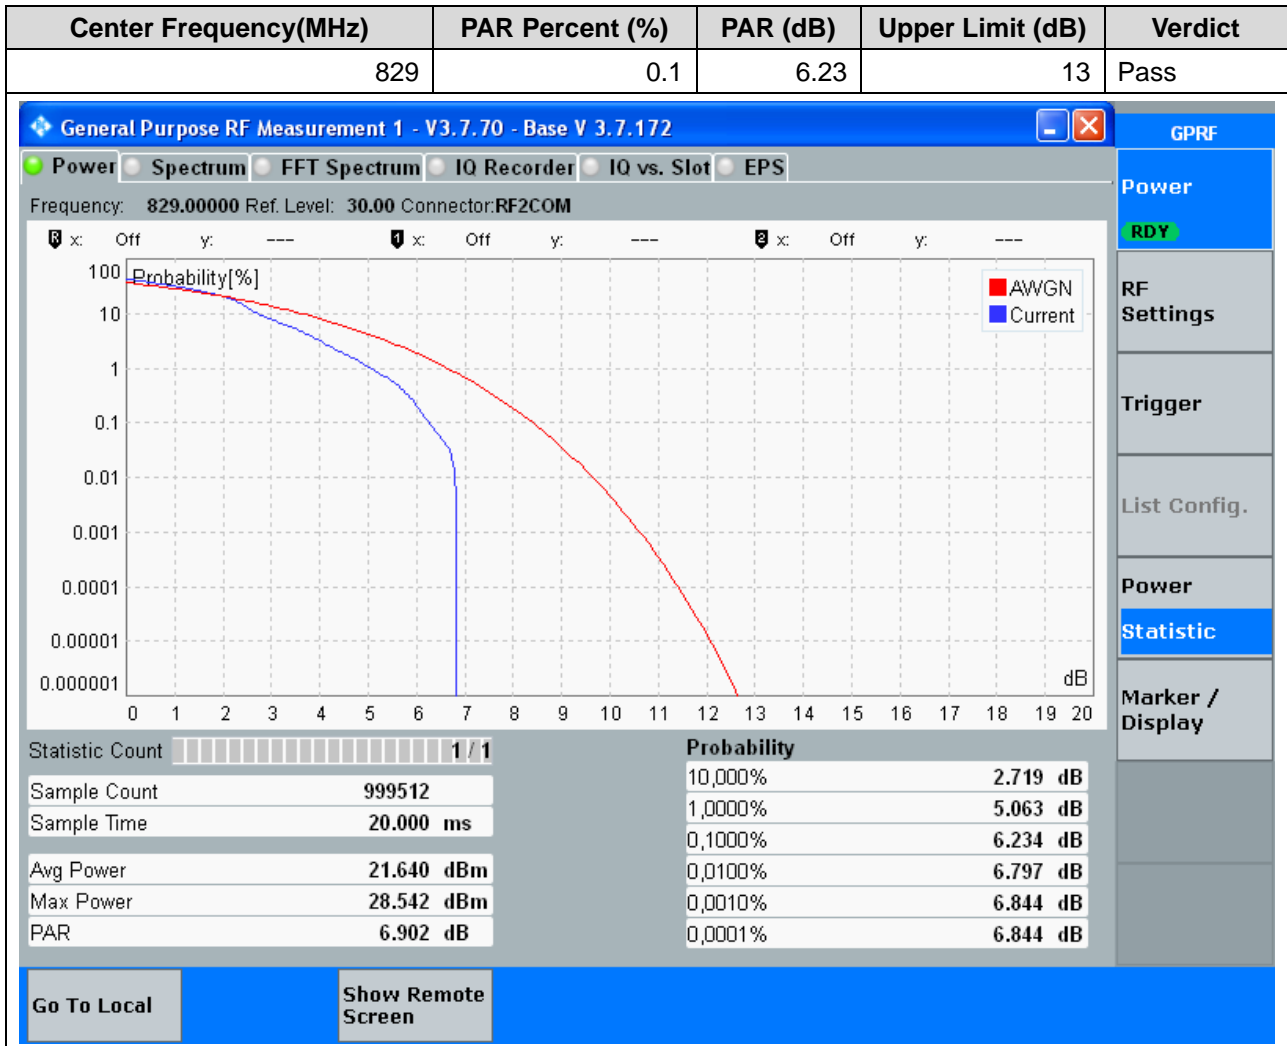 Center Frequency(MHz) PAR Percent (%) PAR (dB) Upper Limit (dB) Verdict
829 0.1 6.23 13 Pass
General Purpose RF Measurement 1 - V3.7.70 - Base V 3.7.172
GPRF
Power Spectrum FFT Spectrum IQ Recorder IQ vs. Slot EPS
Power
RDY
Frequency: 829.00000 Ref. Level: 30.00 Connector:RF2COM
R x: Off y: --- 1 x: Off y: --- 2 x: Off y: ---
Probability[%]
AWGN
Current
100
10
1
0.1
0.01
0.001
0.0001
0.00001
0.000001
dB
0 1 2 3 4 5 6 7 8 9 10 11 12 13 14 15 16 17 18 19 20
RF
Settings
Trigger
List Config.
Power
Statistic
Marker /
Display
Statistic Count 1 / 1
Sample Count 999512
Sample Time 20.000 ms
Avg Power 21.640 dBm
Max Power 28.542 dBm
PAR 6.902 dB
Probability
10,000% 2.719 dB
1,0000% 5.063 dB
0,1000% 6.234 dB
0,0100% 6.797 dB
0,0010% 6.844 dB
0,0001% 6.844 dB
Go To Local
Show Remote
Screen